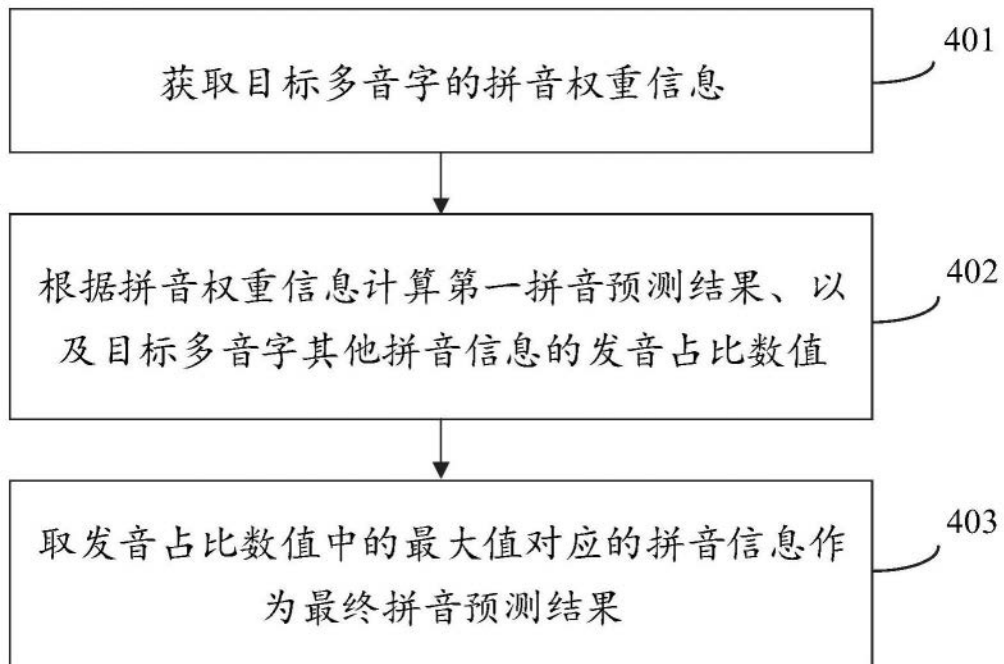 获取目标多音字的拼音权重信息
401
根据拼音权重信息计算第一拼音预测结果、以
及目标多音字其他拼音信息的发音占比数值
402
取发音占比数值中的最大值对应的拼音信息作
为最终拼音预测结果
403